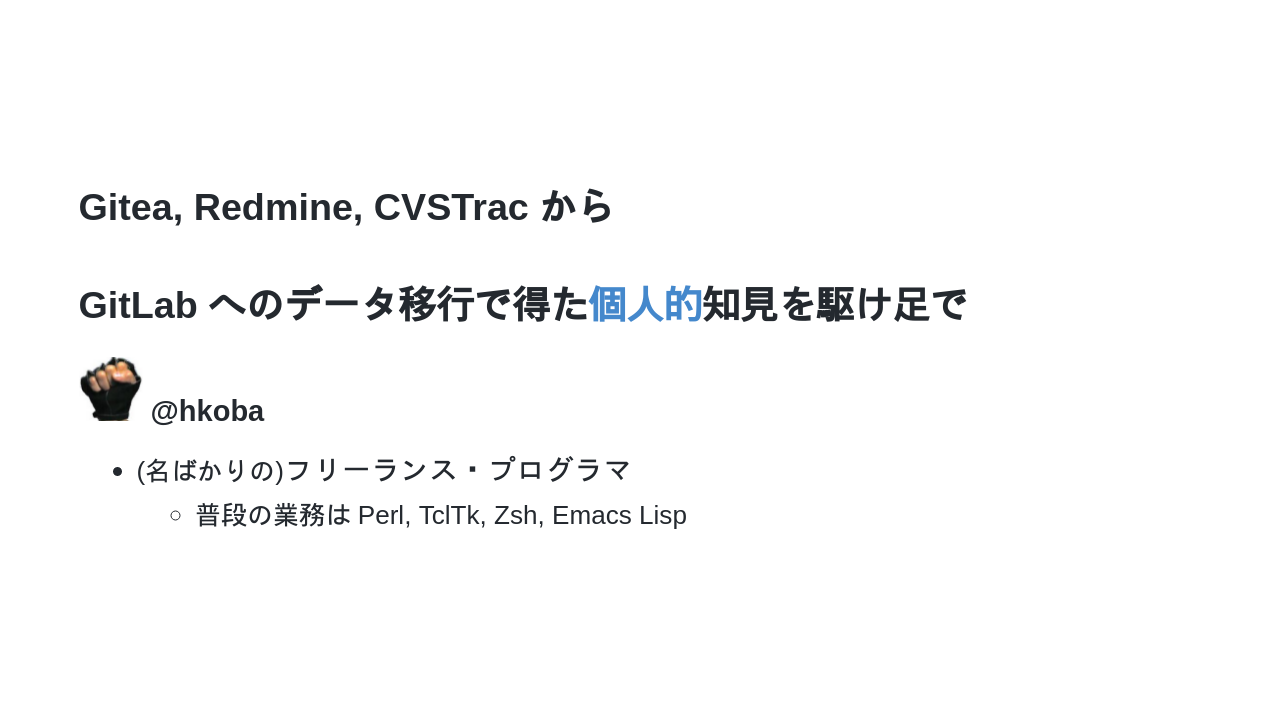 Gitea, Redmine, CVSTrac から
GitLab へのデータ移行で得た個人的知見を駆け足で
@hkoba
(名ばかりの)フリーランス・プログラマ
普段の業務は Perl, TclTk, Zsh, Emacs Lisp